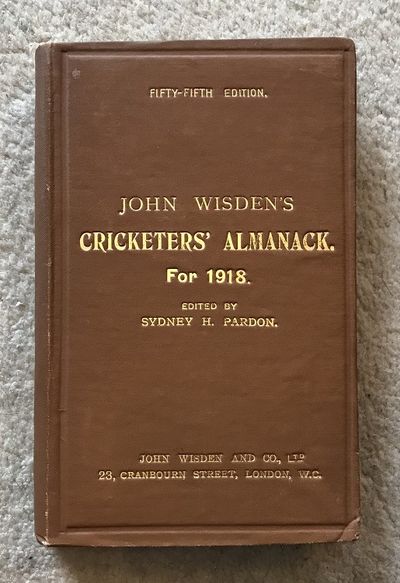 FIFTY-FIFTH EDITION.
JOHN WISDEN'S
CRICKETERS' ALMANACK.
For 1918.
EDITED BY
SYDNEY H. PARDON.
JOHN WISDEN AND CO., LTD
23, CRANBOURN STREET, LONDON, W.C.